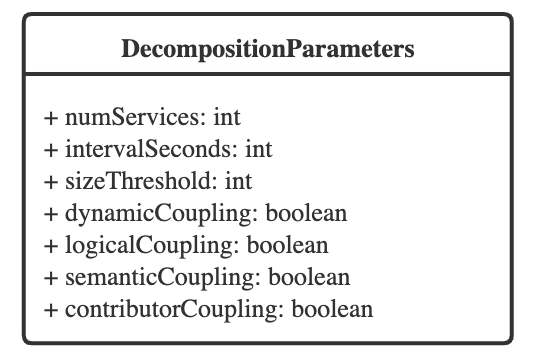 DecompositionParameters
+ numServices: int
+ intervalSeconds: int
+ sizeThreshold: int
+ dynamicCoupling: boolean
+ logicalCoupling: boolean
+ semanticCoupling: boolean
+ contributorCoupling: boolean